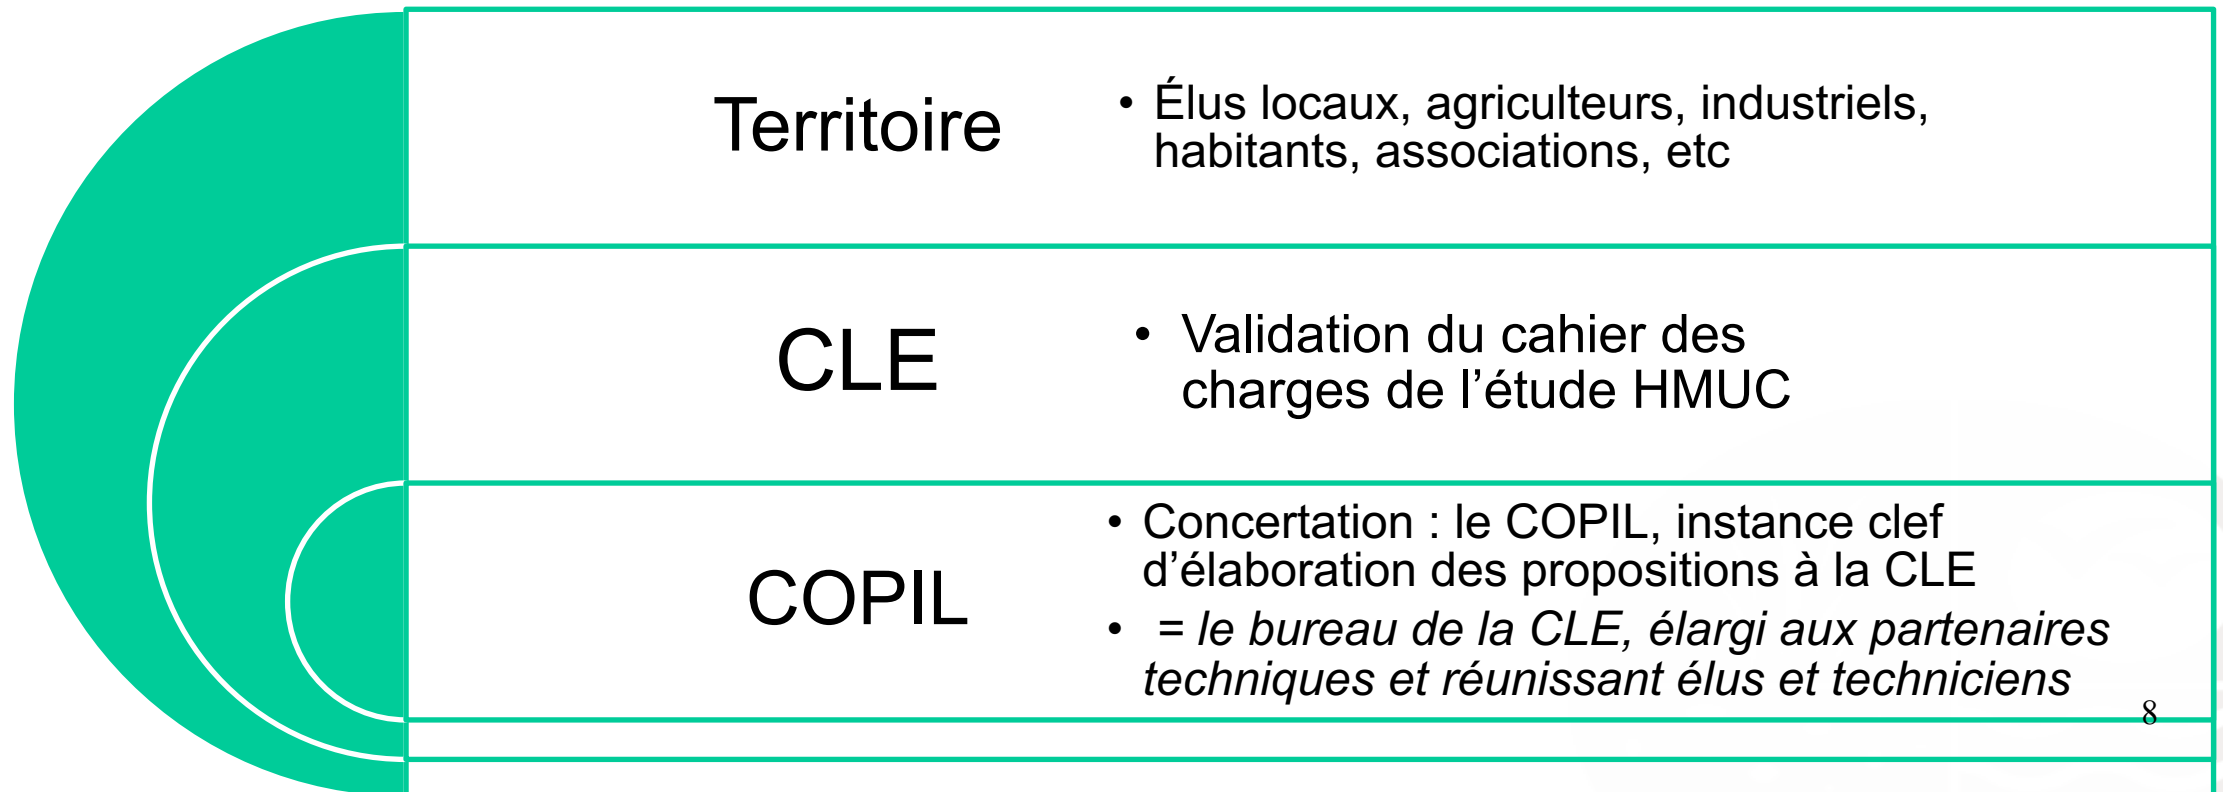 Territoire
• Élus locaux, agriculteurs, industriels,
habitants, associations, etc
CLE
• Validation du cahier des
charges de l’étude HMUC
COPIL
• Concertation : le COPIL, instance clef
d’élaboration des propositions à la CLE
• = le bureau de la CLE, élargi aux partenaires
techniques et réunissant élus et techniciens
8